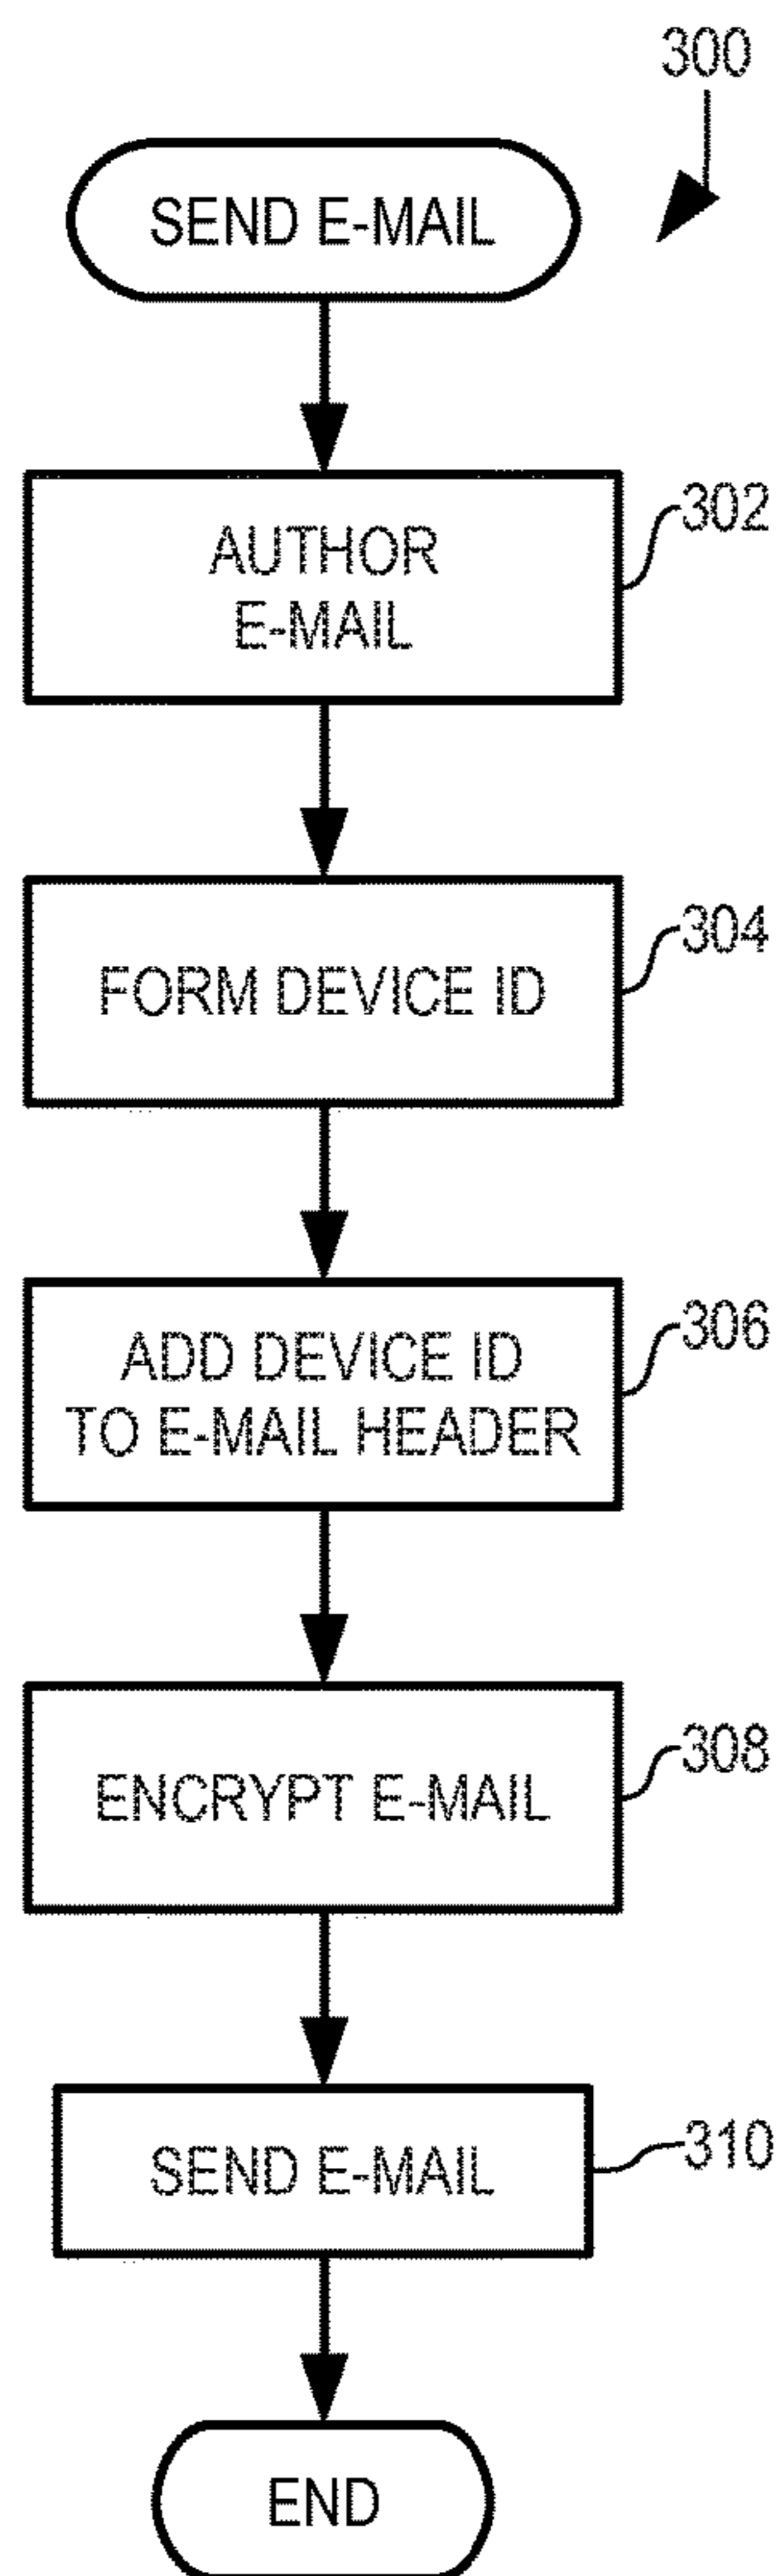 300
SEND E-MAIL
AUTHOR
E-MAIL
302
FORM DEVICE ID
304
ADD DEVICE ID
TO E-MAIL HEADER
306
ENCRYPT E-MAIL
308
SEND E-MAIL
310
END